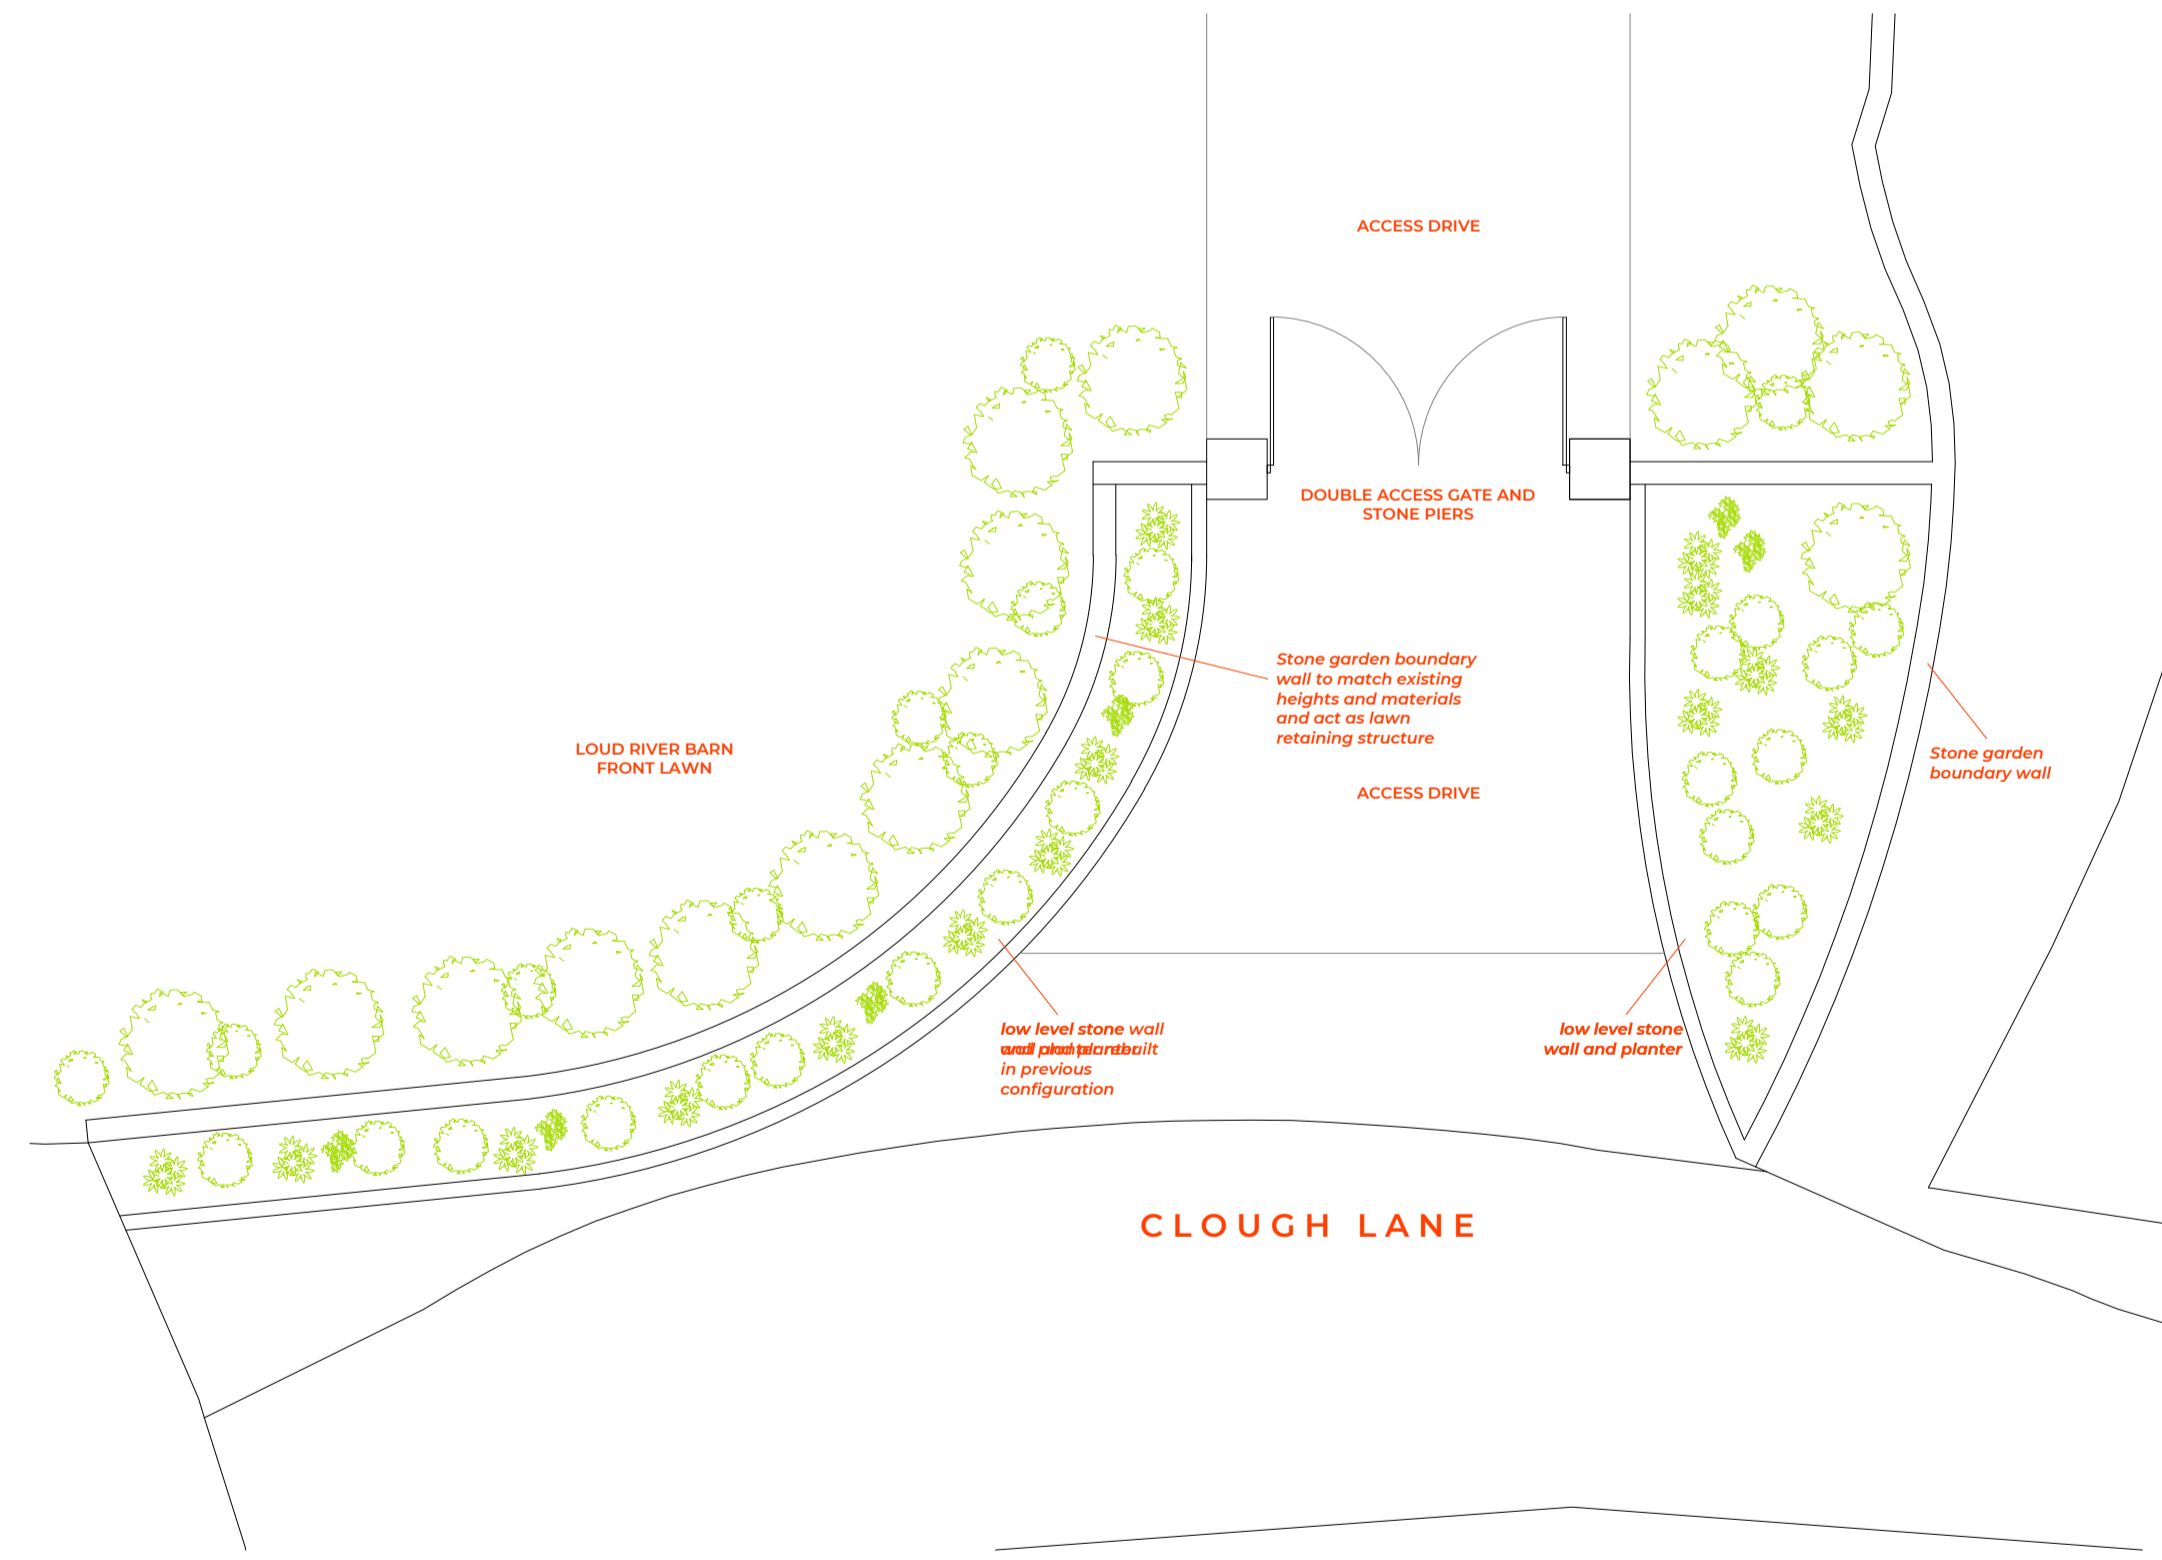 ACCESS DRIVE
DOUBLE ACCESS GATE AND
STONE PIERS
Stone garden boundary
wall to match existing
heights and materials
and act as lawn
retaining structure
LOUD RIVER BARN
FRONT LAWN
ACCESS DRIVE
Stone garden
boundary wall
low level stone wall
in previous
configuration
low level stone
wall and planter
CLOUGH LANE